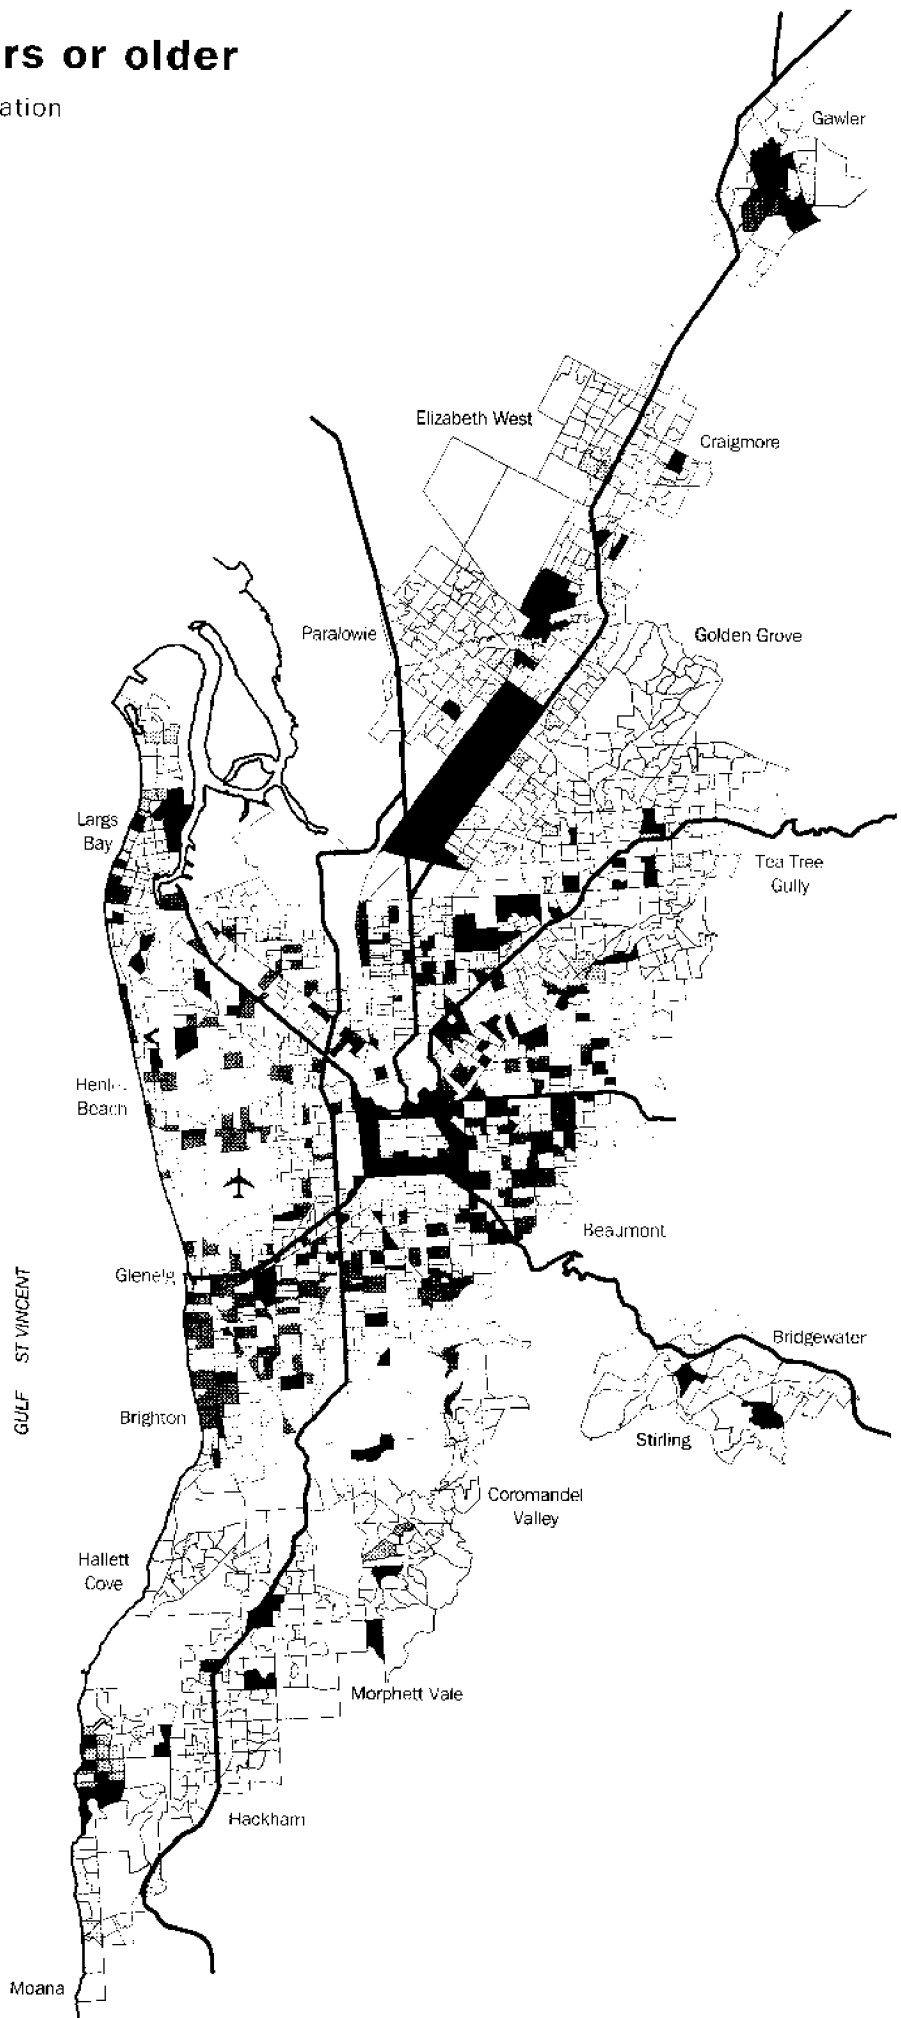 rs or older
ation
Gawler
Elizabeth West
Craigmore
Paralowie
Golden Grove
Largs
Bay
Tea Tree
Gully
Beach
Beaumont
Glenelg
GULF ST VINCENT
Bridgewater
Brighton
Stirling
Coromandel
Valley
Hallett
Cove
Morphett Vale
Hackham
Moana